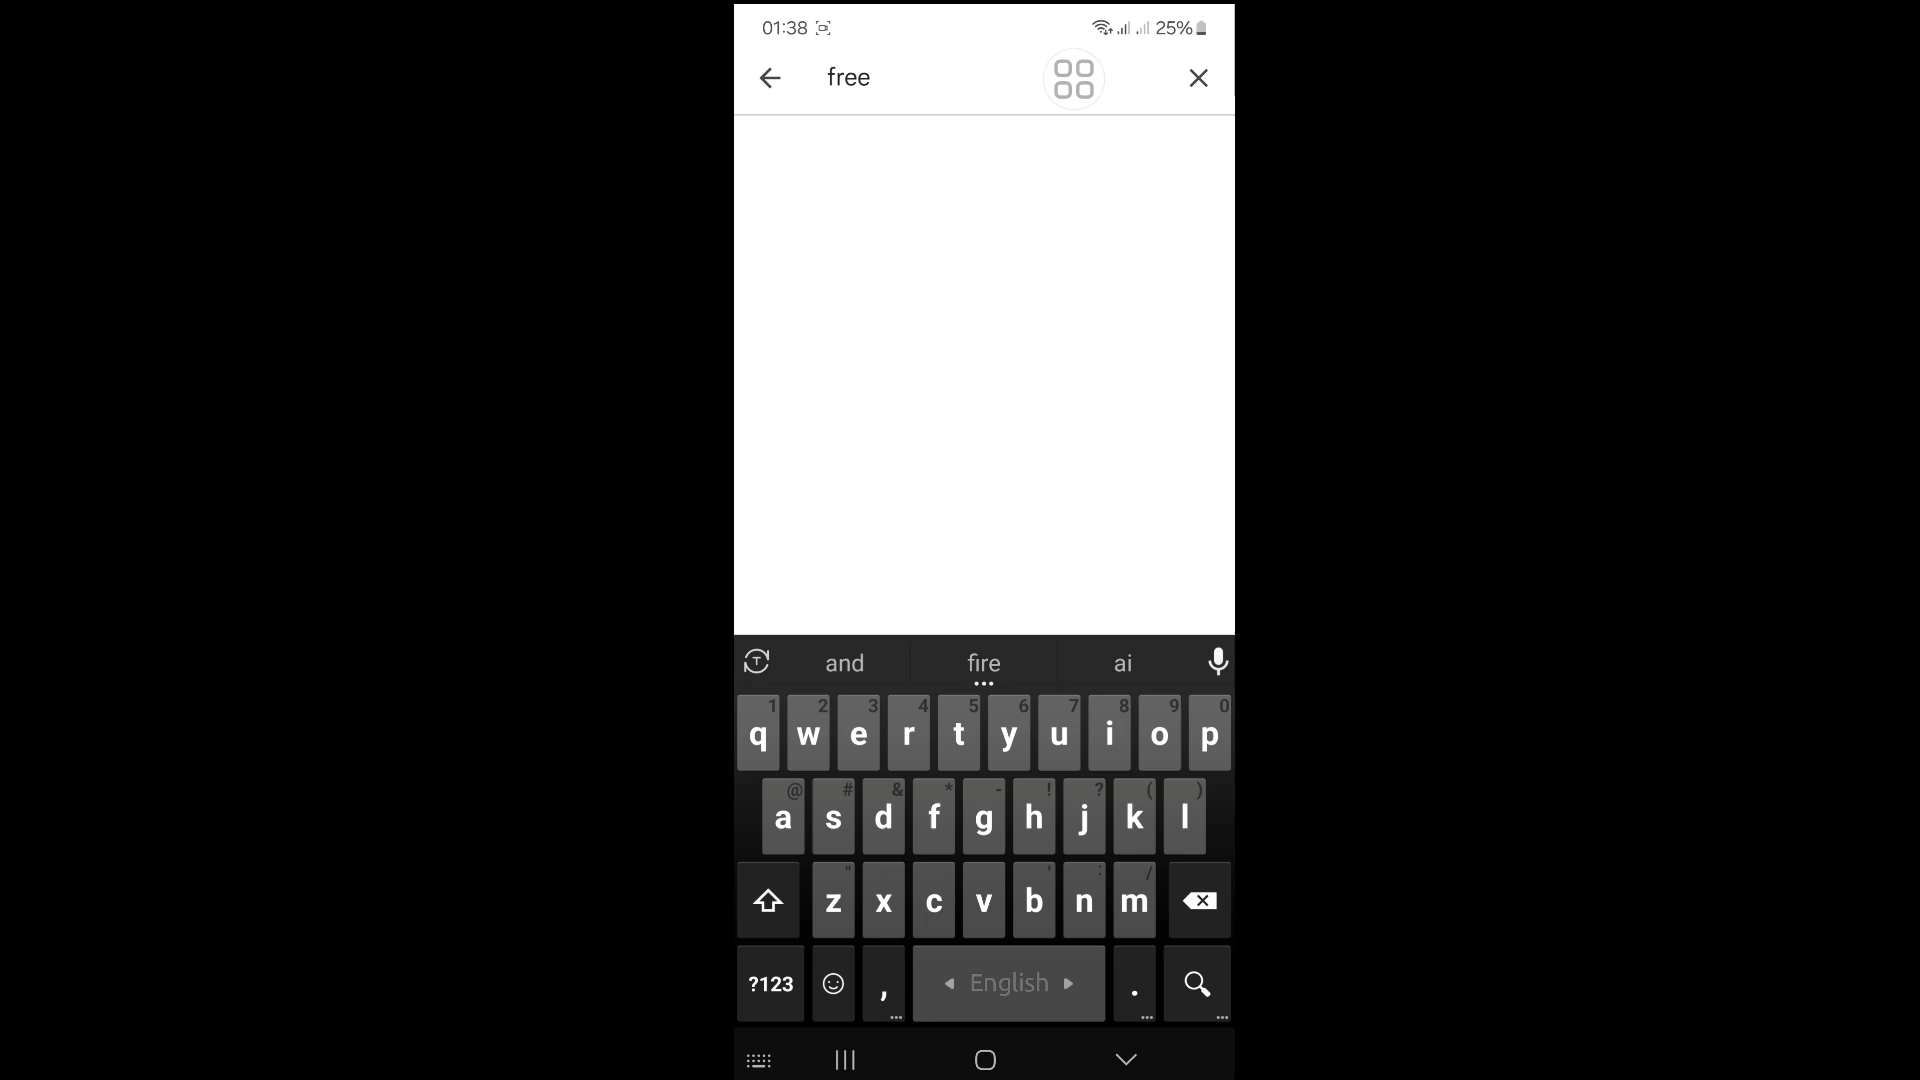 01:38 25%
free
and fire ai
1 2 3 4 5 6 7 8 9 0
q w e r t y u i o p
@ # & * - ! ? ( )
a s d f g h j k l
" ' : /
z x c v b n m
?123 , English .